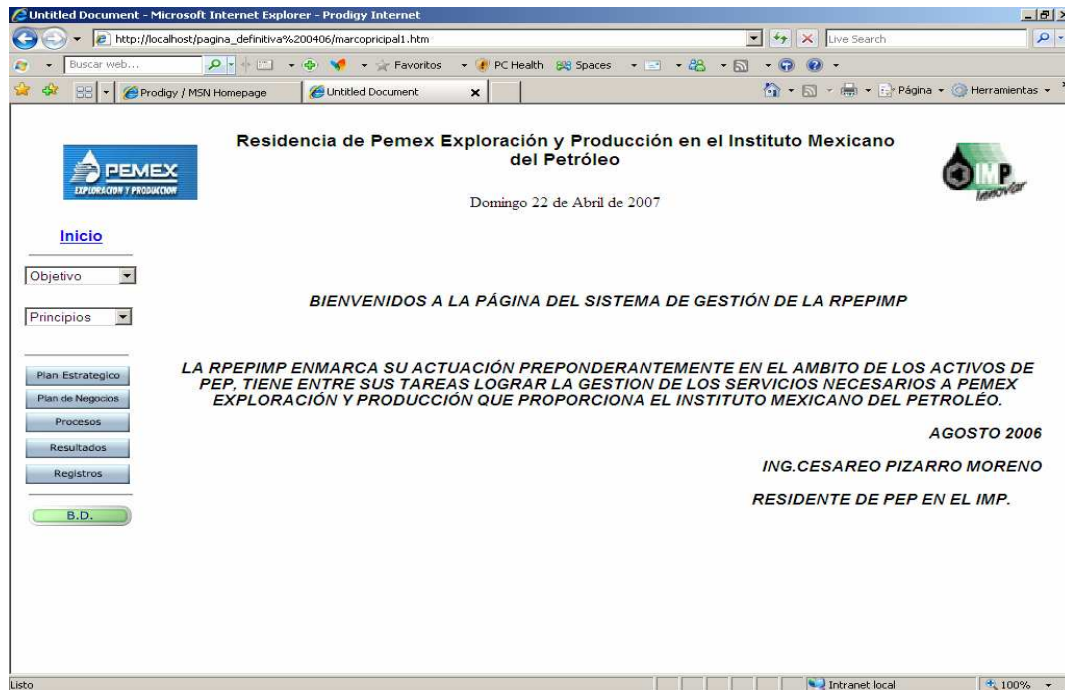 Untitled Document - Microsoft Internet Explorer - Prodigy Internet
http://localhost/pagina_definitiva%200406/marcopricipal1.htm
Live Search
Buscar web...
Favoritos
PC Health
Spaces
Prodigy / MSN Homepage
Untitled Document
Página
Herramientas
PEMEX
EXPLORACION Y PRODUCCION
Residencia de Pemex Exploración y Producción en el Instituto Mexicano
del Petróleo
Domingo 22 de Abril de 2007
IMP
Innovar
Inicio
Objetivo
Principios
Plan Estrategico
Plan de Negocios
Procesos
Resultados
Registros
B.D.
BIENVENIDOS A LA PÁGINA DEL SISTEMA DE GESTIÓN DE LA RPEPIMP
LA RPEPIMP ENMARCA SU ACTUACIÓN PREPONDERANTEMENTE EN EL AMBITO DE LOS ACTIVOS DE
PEP, TIENE ENTRE SUS TAREAS LOGRAR LA GESTION DE LOS SERVICIOS NECESARIOS A PEMEX
EXPLORACIÓN Y PRODUCCIÓN QUE PROPORCIONA EL INSTITUTO MEXICANO DEL PETROLÉO.
AGOSTO 2006
ING.CESAREO PIZARRO MORENO
RESIDENTE DE PEP EN EL IMP.
Listo
Intranet local
100%